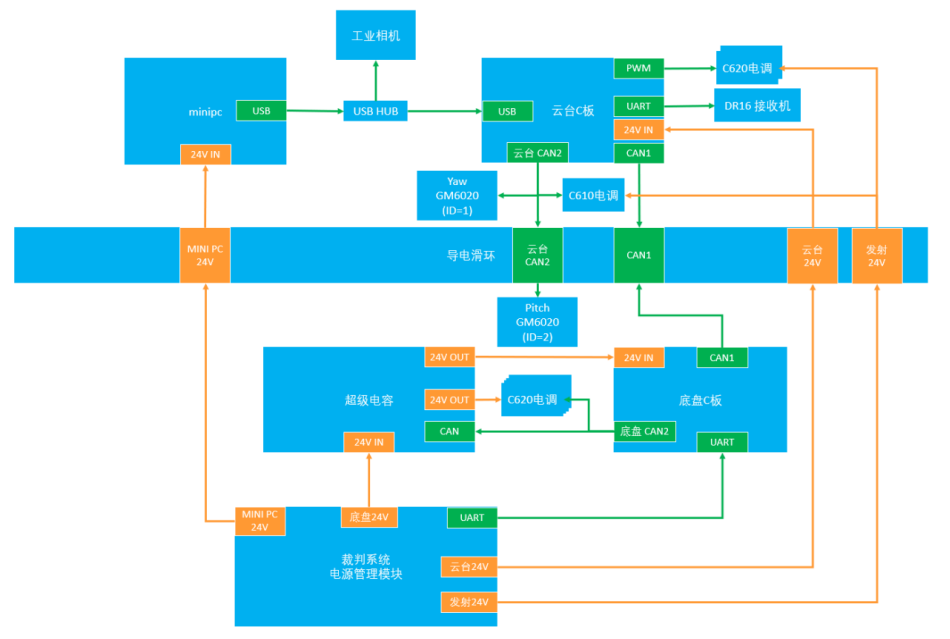 工业相机
minipc
USB
24V IN
USB HUB
USB
云台C板
PWM
UART
24V IN
CAN1
云台 CAN2
C620电调
DR16 接收机
Yaw
GM6020
(ID=1)
C610电调
MINI PC
24V
导电滑环
云台
CAN2
CAN1
云台
24V
发射
24V
Pitch
GM6020
(ID=2)
24V OUT
超级电容
24V OUT
CAN
24V IN
C620电调
24V IN
CAN1
底盘C板
底盘 CAN2
UART
MINI PC
24V
底盘24V
UART
裁判系统
电源管理模块
云台24V
发射24V